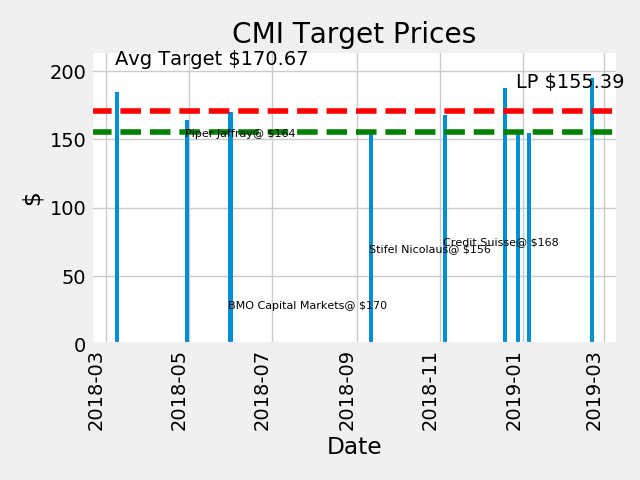 CMI Target Prices
Avg Target $170.67
LP $155.39
Piper Jaffray@ $164
Credit Suisse@ $168
Stifel Nicolaus@ $156
BMO Capital Markets@ $170
200
150
100
50
0
$
2018-03
2018-05
2018-07
2018-09
2018-11
2019-01
2019-03
Date